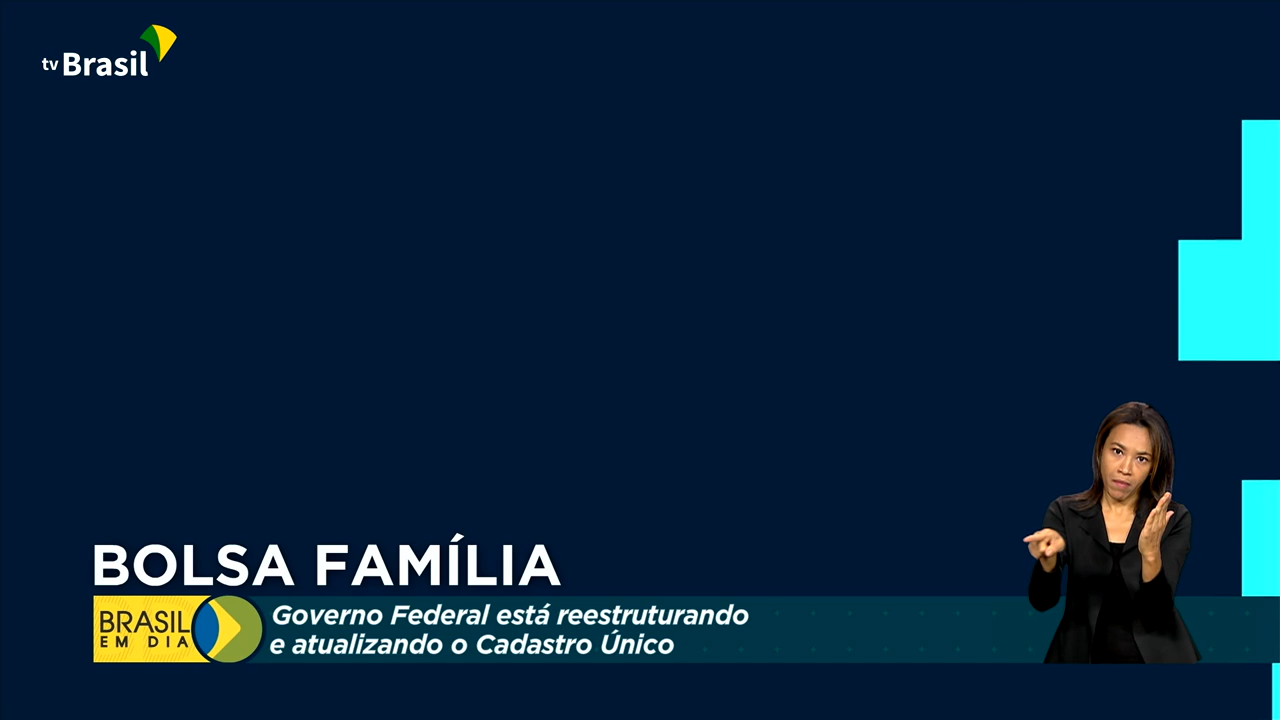 tv Brasil
BOLSA FAMÍLIA
BRASIL
EM DIA
Governo Federal está reestruturando
e atualizando o Cadastro Único